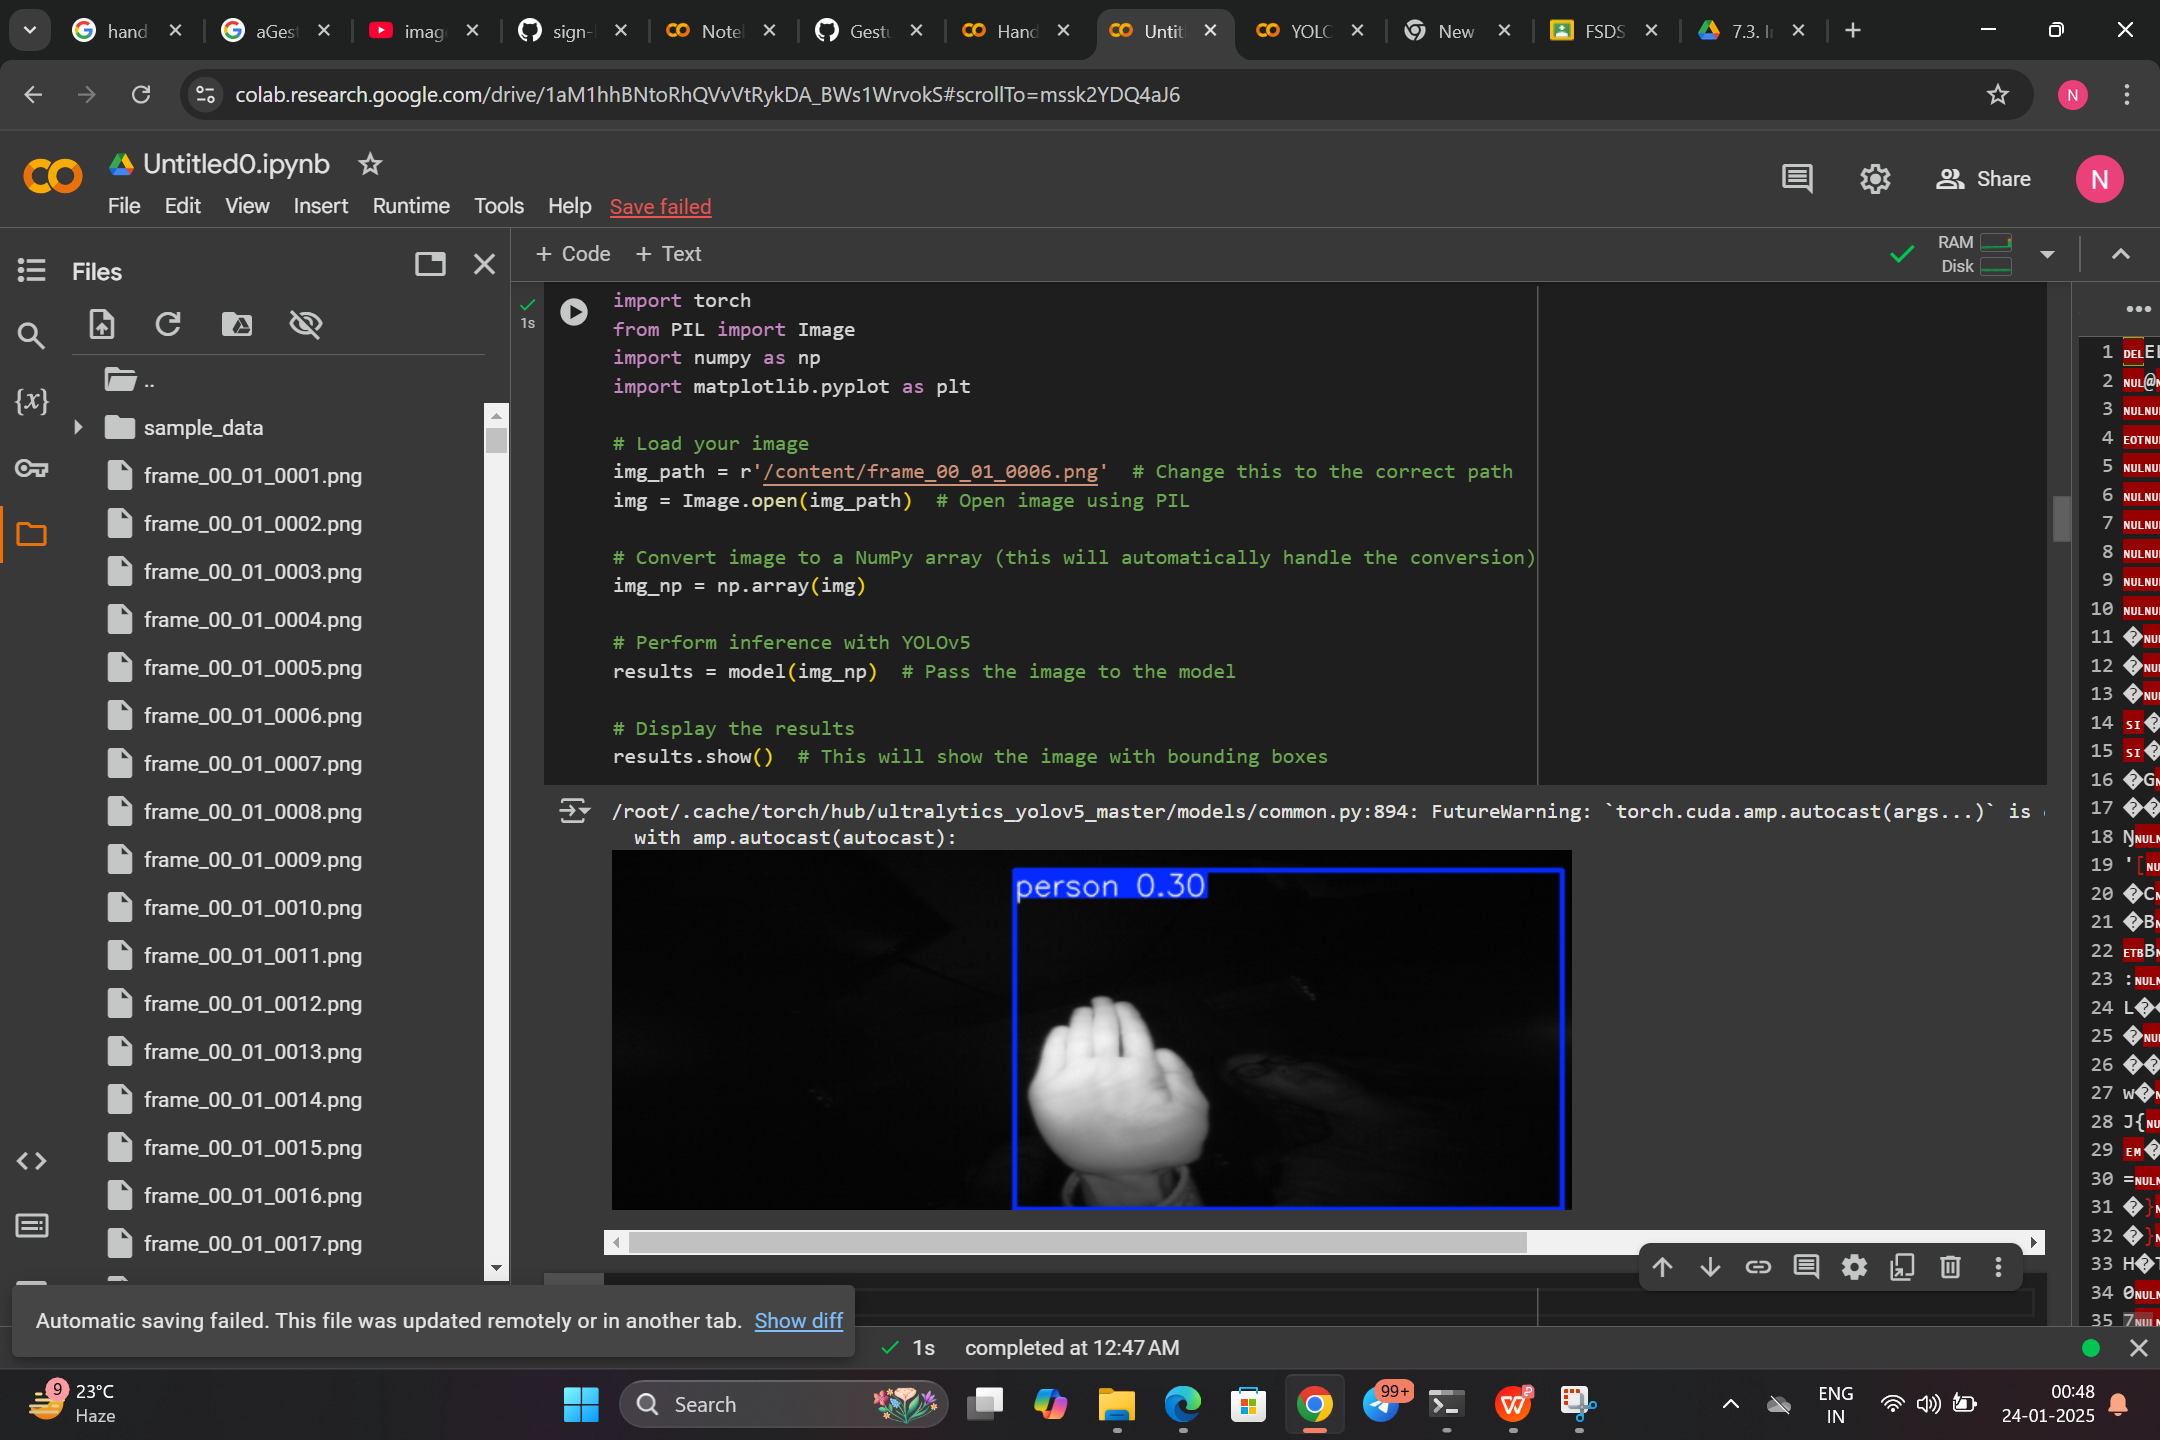 hand
aGest
imag
sign-
Note
Gestu
Hand
Untit
YOLO
New
FSDS
7.3. I
colab.research.google.com/drive/1aM1hhBNtoRhQVvVtRykDA_BWs1WrvokS#scrollTo=mssk2YDQ4aJ6
N
Untitled0.ipynb
Share
N
File Edit View Insert Runtime Tools Help Save failed
Files
+ Code + Text
RAM
Disk
..
sample_data
frame_00_01_0001.png
frame_00_01_0002.png
frame_00_01_0003.png
frame_00_01_0004.png
frame_00_01_0005.png
frame_00_01_0006.png
frame_00_01_0007.png
frame_00_01_0008.png
frame_00_01_0009.png
frame_00_01_0010.png
frame_00_01_0011.png
frame_00_01_0012.png
frame_00_01_0013.png
frame_00_01_0014.png
frame_00_01_0015.png
frame_00_01_0016.png
frame_00_01_0017.png
1s
import torch
from PIL import Image
import numpy as np
import matplotlib.pyplot as plt
# Load your image
img_path = r'/content/frame_00_01_0006.png' # Change this to the correct path
img = Image.open(img_path) # Open image using PIL
# Convert image to a NumPy array (this will automatically handle the conversion)
img_np = np.array(img)
# Perform inference with YOLOv5
results = model(img_np) # Pass the image to the model
# Display the results
results.show() # This will show the image with bounding boxes
/root/.cache/torch/hub/ultralytics_yolov5_master/models/common.py:894: FutureWarning: `torch.cuda.amp.autocast(args...)` is
with amp.autocast(autocast):
person 0.30
1
2
3
4
5
6
7
8
9
10
11
12
13
14
15
16
17
18
19
20
21
22
23
24
25
26
27
28
29
30
31
32
33
34
35
Automatic saving failed. This file was updated remotely or in another tab. Show diff
1s completed at 12:47 AM
9
23°C
Haze
Search
99+
ENG
IN
00:48
24-01-2025